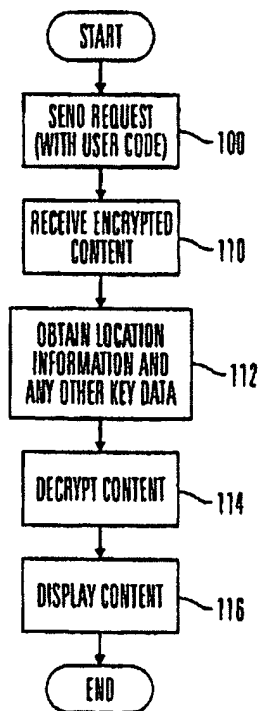 START
SEND REQUEST
(WITH USER CODE)
100
RECEIVE ENCRYPTED
CONTENT
110
OBTAIN LOCATION
INFORMATION AND
ANY OTHER KEY DATA
112
DECRYPT CONTENT
114
DISPLAY CONTENT
116
END